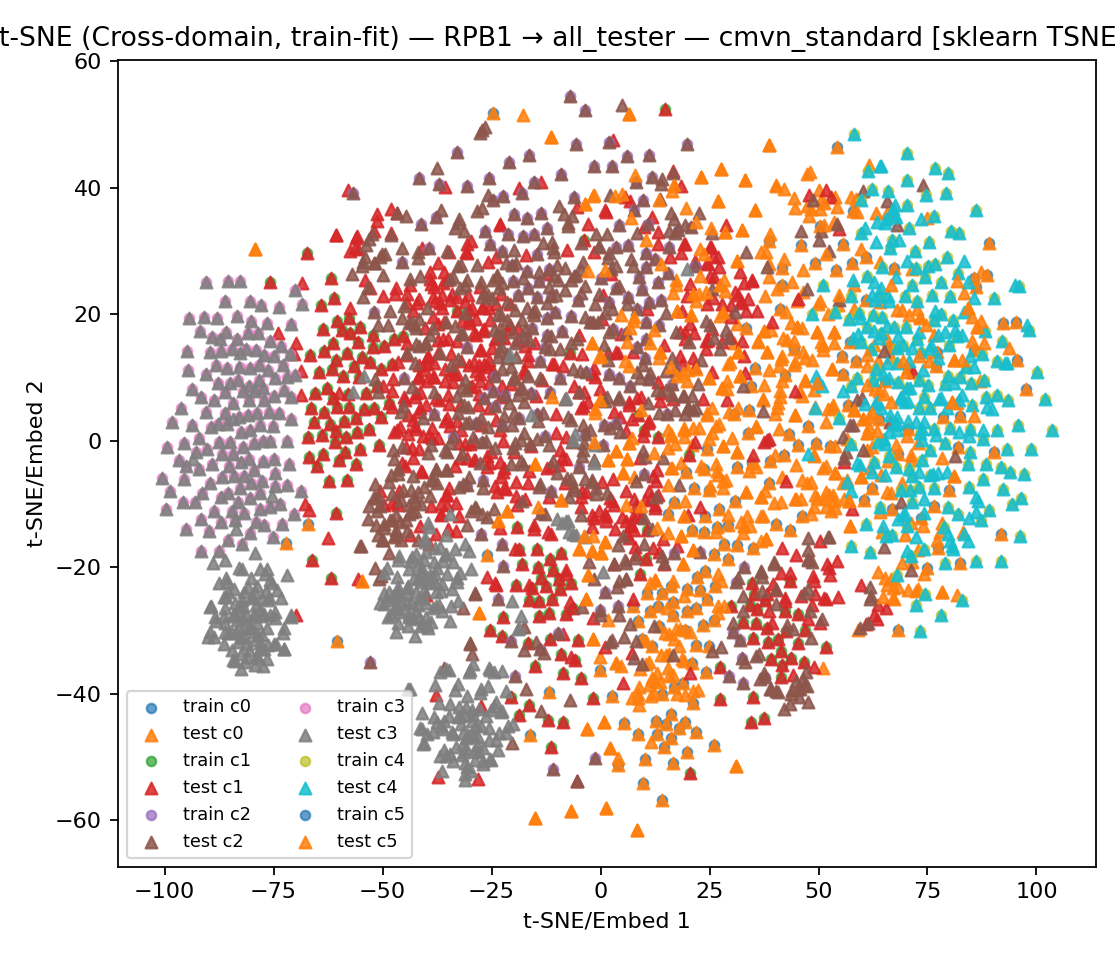 t-SNE (Cross-domain, train-fit) — RPB1 → all_tester — cmvn_standard [sklearn TSNE
60
40
20
0
−20
−40
−60
t-SNE/Embed 2
train c0
test c0
train c1
test c1
train c2
test c2
train c3
test c3
train c4
test c4
train c5
test c5
−100 −75 −50 −25 0 25 50 75 100
t-SNE/Embed 1